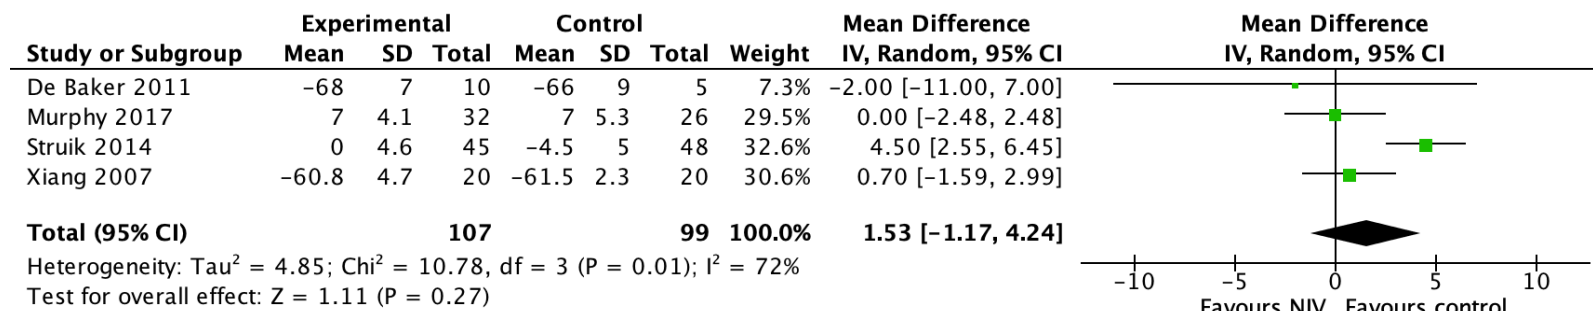 Experimental Control Mean Difference Mean Difference
Study or Subgroup Mean SD Total Mean SD Total Weight IV, Random, 95% CI IV, Random, 95% CI
De Baker 2011 −68 7 10 −66 9 5 7.3% −2.00 [−11.00, 7.00]
Murphy 2017 7 4.1 32 7 5.3 26 29.5% 0.00 [−2.48, 2.48]
Struik 2014 0 4.6 45 −4.5 5 48 32.6% 4.50 [2.55, 6.45]
Xiang 2007 −60.8 4.7 20 −61.5 2.3 20 30.6% 0.70 [−1.59, 2.99]
Total (95% CI) 107 99 100.0% 1.53 [−1.17, 4.24]
Heterogeneity: Tau² = 4.85; Chi² = 10.78, df = 3 (P = 0.01); I² = 72%
Test for overall effect: Z = 1.11 (P = 0.27)
−10 −5 0 5 10
Favours NIV Favours control